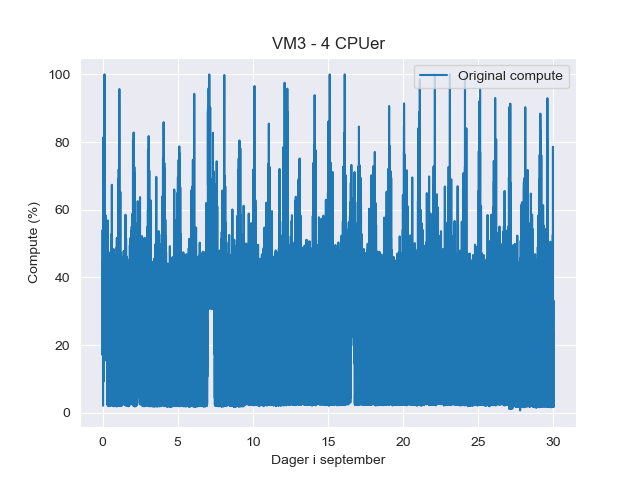 VM3 - 4 CPUer
Original compute
100
80
60
40
20
0
Compute (%)
0 5 10 15 20 25 30
Dager i september